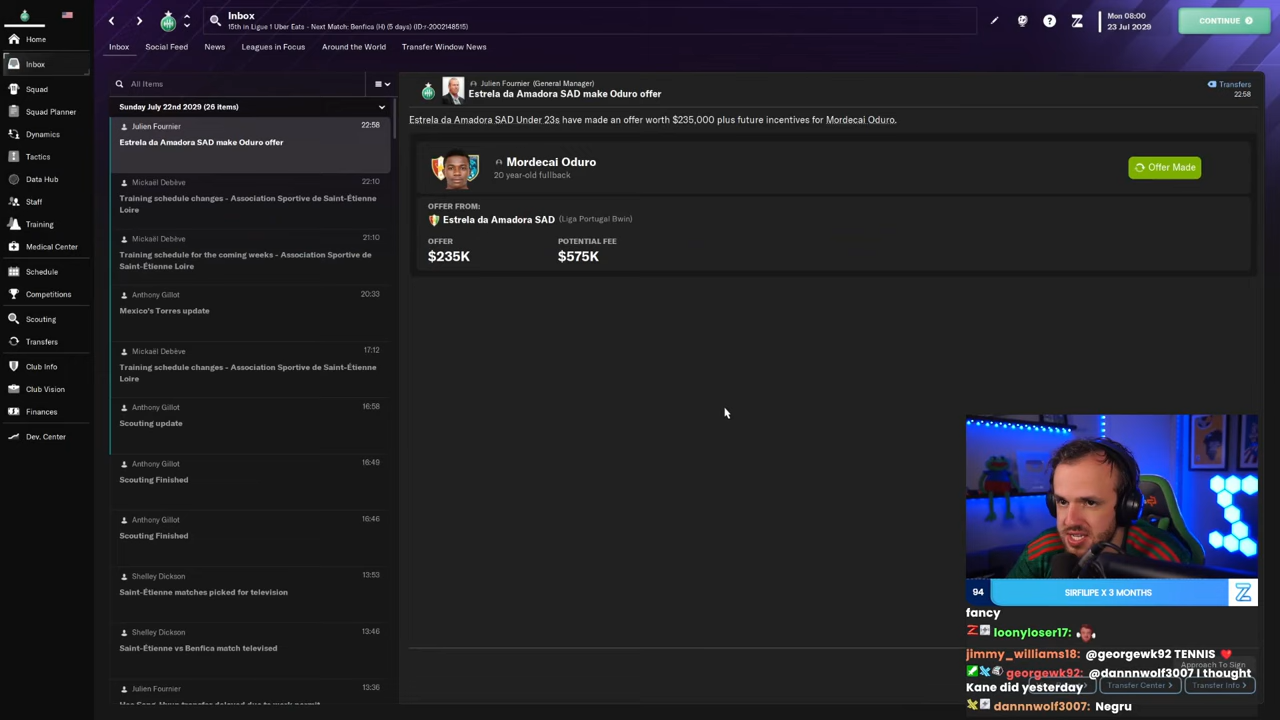 Inbox
15th in Ligue 1 Uber Eats - Next Match: Benfica (H) (5 days) (ID:r-2002148515)
Mon 08:00
23 Jul 2029
CONTINUE
Inbox
Social Feed
News
Leagues in Focus
Around the World
Transfer Window News
Home
Inbox
Squad
Squad Planner
Dynamics
Tactics
Data Hub
Staff
Training
Medical Center
Schedule
Competitions
Scouting
Transfers
Club Info
Club Vision
Finances
Dev. Center
All Items
Sunday July 22nd 2029 (26 items)
Julien Fournier
22:58
Estrela da Amadora SAD make Oduro offer
Mickaël Debève
22:10
Training schedule changes - Association Sportive de Saint-Étienne
Loire
Mickaël Debève
21:10
Training schedule for the coming weeks - Association Sportive de
Saint-Étienne Loire
Anthony Gillot
20:33
Mexico's Torres update
Mickaël Debève
17:12
Training schedule changes - Association Sportive de Saint-Étienne
Loire
Anthony Gillot
16:58
Scouting update
Anthony Gillot
16:49
Scouting Finished
Anthony Gillot
16:46
Scouting Finished
Shelley Dickson
13:53
Saint-Étienne matches picked for television
Shelley Dickson
13:46
Saint-Étienne vs Benfica match televised
Julien Fournier
13:36
Julien Fournier (General Manager)
Estrela da Amadora SAD make Oduro offer
Transfers
22:58
Estrela da Amadora SAD Under 23s have made an offer worth $235,000 plus future incentives for Mordecai Oduro.
Mordecai Oduro
20 year-old fullback
Offer Made
OFFER FROM:
Estrela da Amadora SAD (Liga Portugal Bwin)
OFFER
POTENTIAL FEE
$235K
$575K
94
SIRFILIPE X 3 MONTHS
fancy
loonyloser17:
jimmy_williams18: @georgewk92 TENNIS
Approach To Sign
georgewk92: @dannnwolf3007 I thought
Kane did yesterday
Transfer Center
Transfer Info
dannnwolf3007: Negru